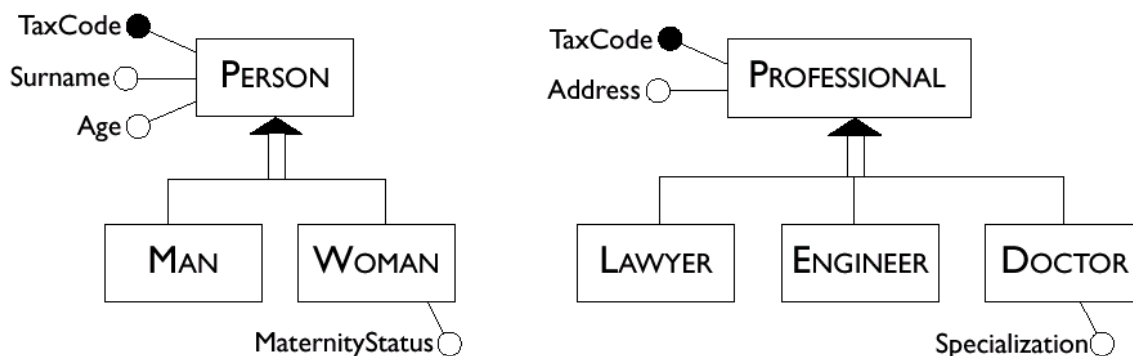 TaxCode
Surname
Age
PERSON
MAN
WOMAN
MaternityStatus
TaxCode
Address
PROFESSIONAL
LAWYER
ENGINEER
DOCTOR
Specialization